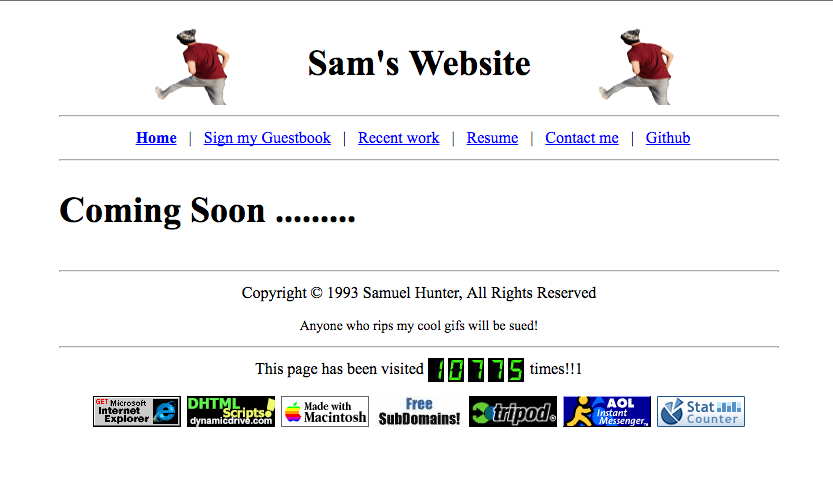 Sam's Website
Home | Sign my Guestbook | Recent work | Resume | Contact me | Github
Coming Soon .........
Copyright © 1993 Samuel Hunter, All Rights Reserved
Anyone who rips my cool gifs will be sued!
This page has been visited 10775 times!!1
GET Microsoft Internet Explorer
DHTML Scripts! dynamicdrive.com
Made with Macintosh
Free SubDomains!
tripod
AOL Instant Messenger
Stat Counter